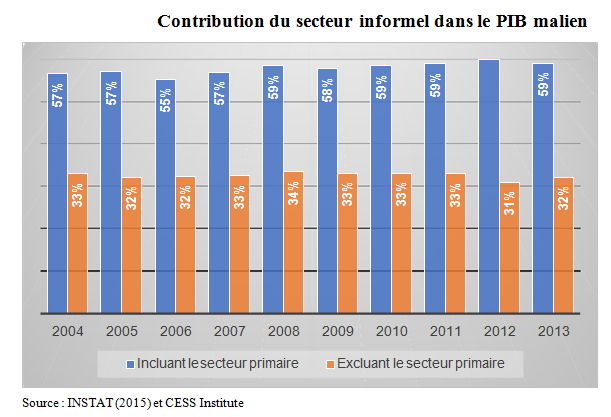 Contribution du secteur informel dans le PIB malien
57% 57% 55% 57% 59% 58% 59% 59% 59%
33% 32% 32% 33% 34% 33% 33% 33% 31% 32%
2004 2005 2006 2007 2008 2009 2010 2011 2012 2013
Incluant le secteur primaire Excluant le secteur primaire
Source : INSTAT (2015) et CESS Institute